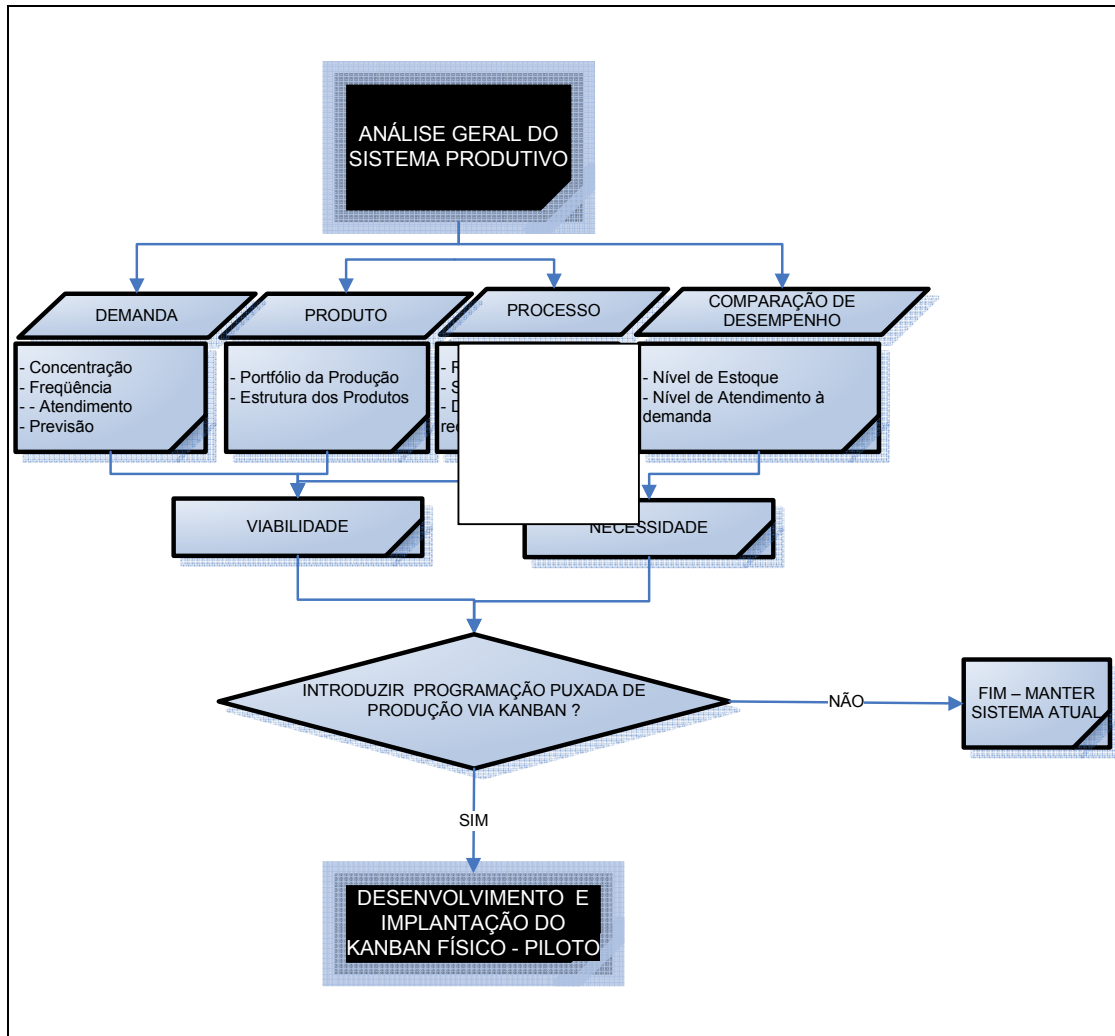 ANÁLISE GERAL DO
SISTEMA PRODUTIVO
DEMANDA
PRODUTO
PROCESSO
COMPARAÇÃO DE
DESEMPENHO
- Concentração
- Freqüência
- - Atendimento
- Previsão
- Portfólio da Produção
- Estrutura dos Produtos
- Nível de Estoque
- Nível de Atendimento à
demanda
VIABILIDADE
NECESSIDADE
INTRODUZIR PROGRAMAÇÃO PUXADA DE
PRODUÇÃO VIA KANBAN ?
NÃO
FIM – MANTER
SISTEMA ATUAL
SIM
DESENVOLVIMENTO E
IMPLANTAÇÃO DO
KANBAN FÍSICO - PILOTO